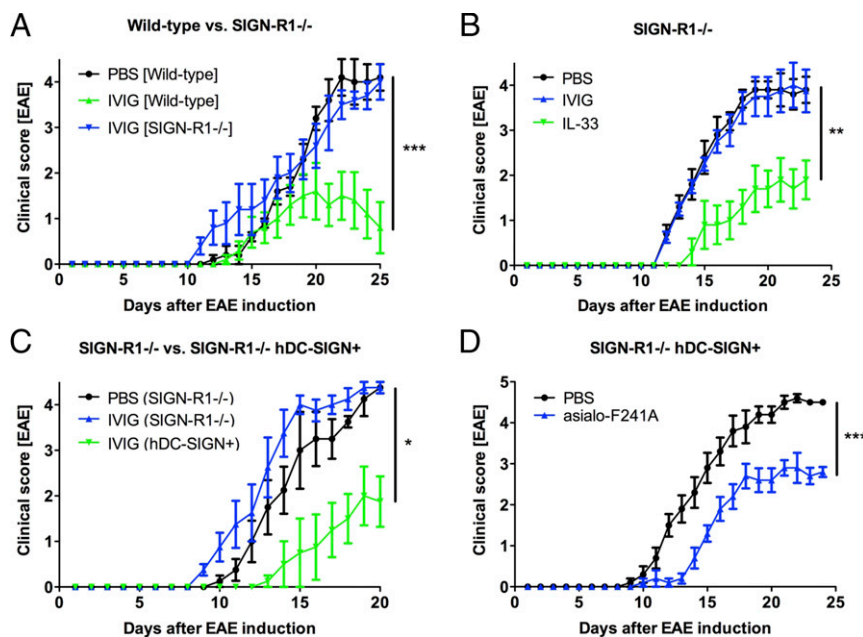 A
Wild-type vs. SIGN-R1-/-
Clinical score [EAE]
4
3
2
1
0
PBS [Wild-type]
IVIG [Wild-type]
IVIG [SIGN-R1-/-]
***
0 5 10 15 20 25
Days after EAE induction
B
SIGN-R1-/-
Clinical score [EAE]
4
3
2
1
0
PBS
IVIG
IL-33
**
0 5 10 15 20 25
Days after EAE induction
C
SIGN-R1-/- vs. SIGN-R1-/- hDC-SIGN+
Clinical score [EAE]
4
3
2
1
0
PBS (SIGN-R1-/-)
IVIG (SIGN-R1-/-)
IVIG (hDC-SIGN+)
*
0 5 10 15 20
Days after EAE induction
D
SIGN-R1-/- hDC-SIGN+
Clinical score [EAE]
5
4
3
2
1
0
PBS
asialo-F241A
***
0 5 10 15 20 25
Days after EAE induction